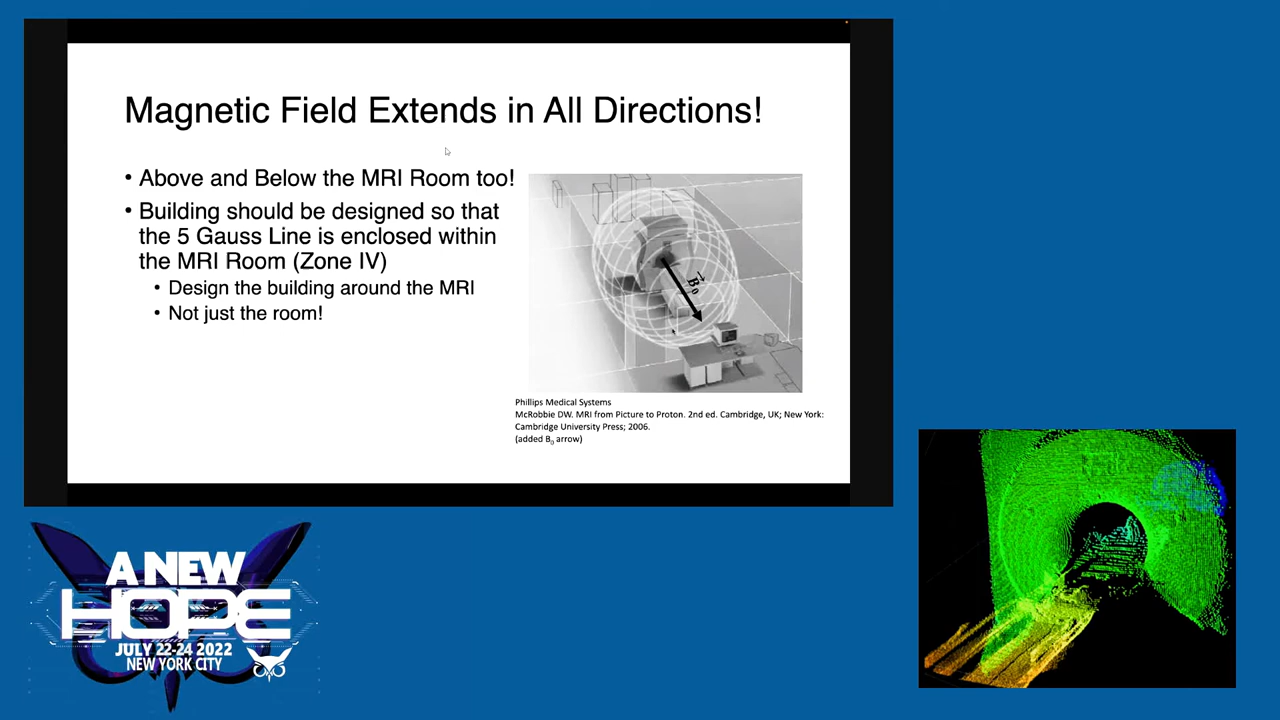 Magnetic Field Extends in All Directions!
• Above and Below the MRI Room too!
• Building should be designed so that
the 5 Gauss Line is enclosed within
the MRI Room (Zone IV)
• Design the building around the MRI
• Not just the room!
B0
Phillips Medical Systems
McRobbie DW. MRI from Picture to Proton. 2nd ed. Cambridge, UK; New York:
Cambridge University Press; 2006.
(added B0 arrow)
A NEW
HOPE
JULY 22-24 2022
NEW YORK CITY